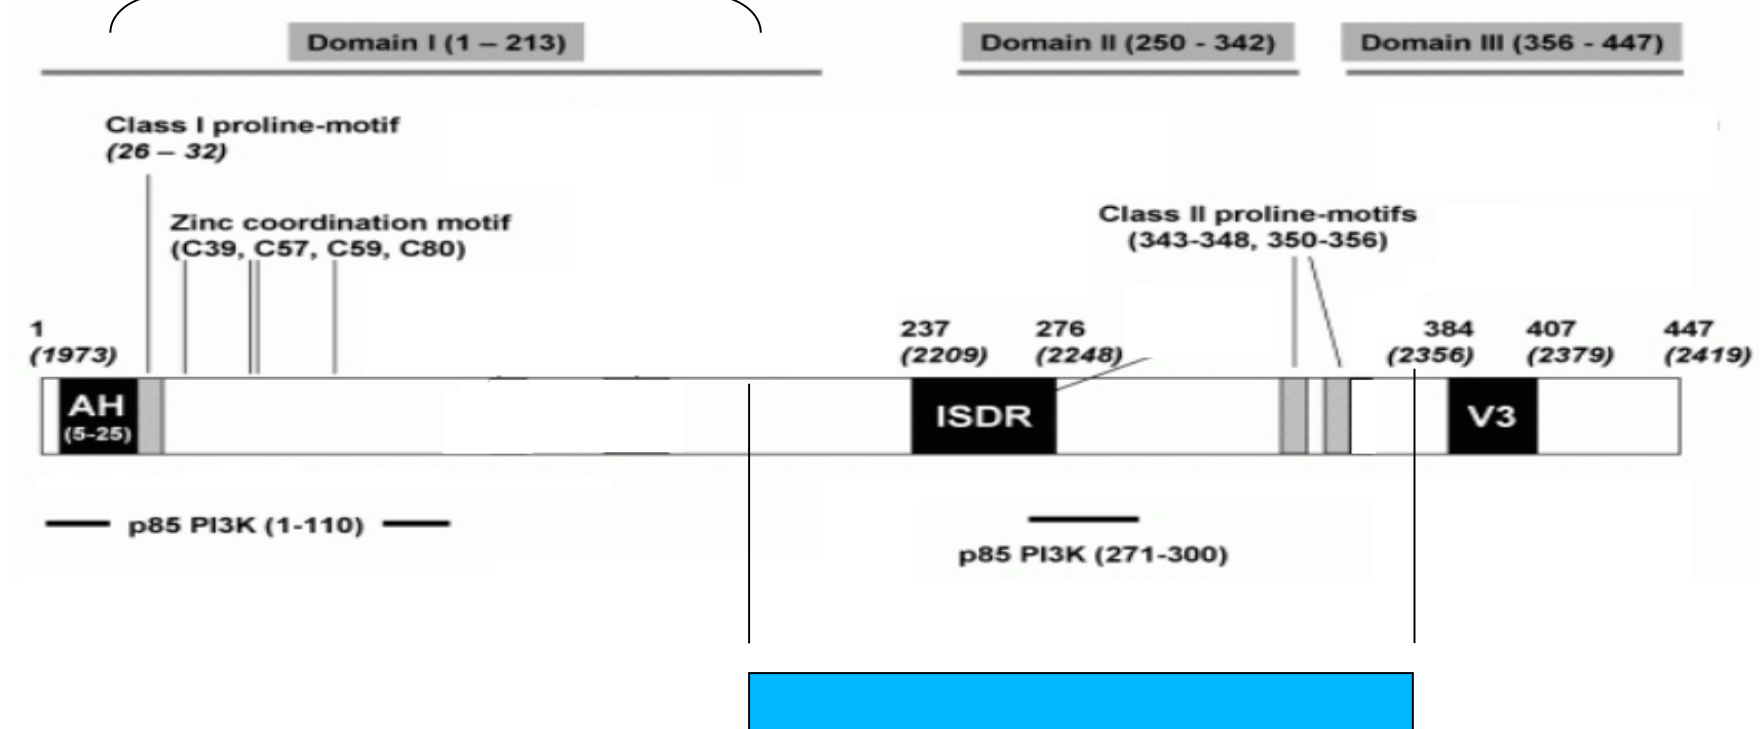 Domain I (1 – 213)
Domain II (250 - 342)
Domain III (356 - 447)
Class I proline-motif
(26 – 32)
Zinc coordination motif
(C39, C57, C59, C80)
Class II proline-motifs
(343-348, 350-356)
1
(1973)
237
(2209)
276
(2248)
384
(2356)
407
(2379)
447
(2419)
AH
(5-25)
ISDR
V3
p85 PI3K (1-110)
p85 PI3K (271-300)